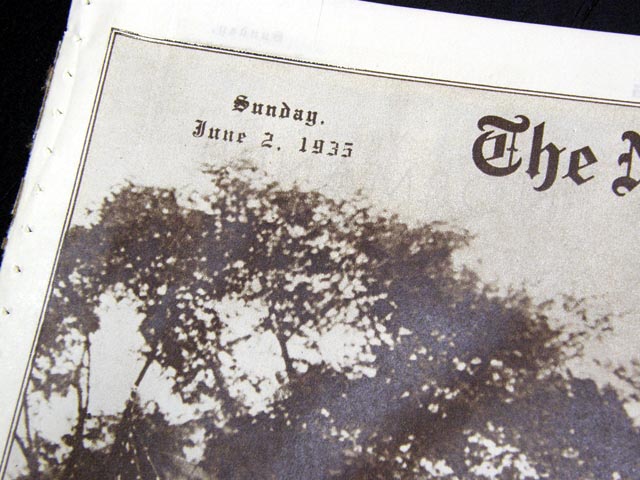 Sunday,
June 2, 1935
The